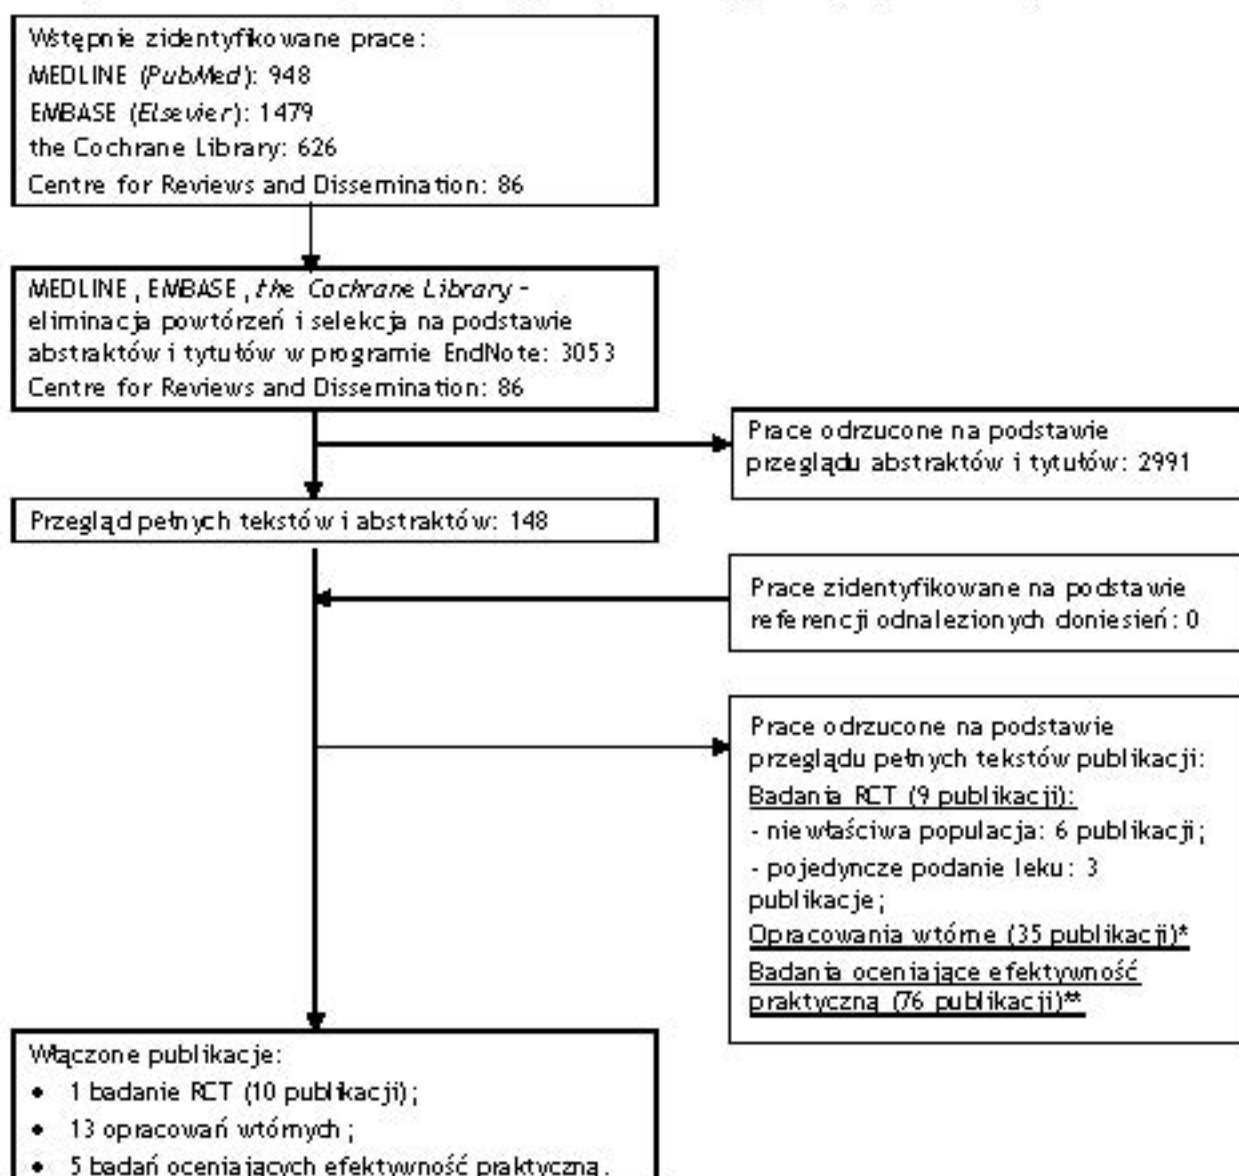 Wstępnie zidentyfikowane prace:
MEDLINE (PubMed): 948
EMBASE (Elsevier): 1479
the Cochrane Library: 626
Centre for Reviews and Dissemination: 86
MEDLINE, EMBASE, the Cochrane Library -
eliminacja powtórzeń i selekcja na podstawie
abstraktów i tytułów w programie EndNote: 3053
Centre for Reviews and Dissemination: 86
Prace odrzucone na podstawie
przeglądu abstraktów i tytułów: 2991
Przegląd pełnych tekstów i abstraktów: 148
Prace zidentyfikowane na podstawie
referencji odnalezionych doniesień: 0
Prace odrzucone na podstawie
przeglądu pełnych tekstów publikacji:
Badania RCT (9 publikacji):
- niewłaściwa populacja: 6 publikacji;
- pojedyncze podanie leku: 3
publikacje;
Opracowania wtórne (35 publikacji)*
Badania oceniające efektywność
praktyczną (76 publikacji)**
Włączone publikacje:
• 1 badanie RCT (10 publikacji);
• 13 opracowań wtórnych;
• 5 badań oceniających efektywność praktyczną.